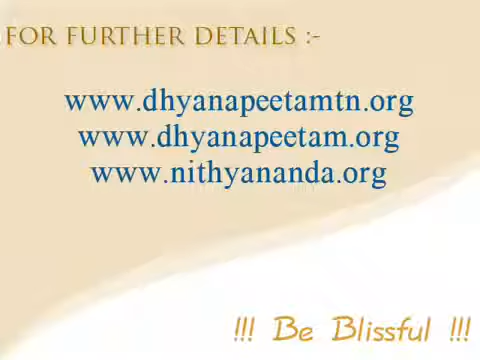 FOR FURTHER DETAILS :-
www.dhyanapeetamtn.org
www.dhyanapeetam.org
www.nithyananda.org
!!! Be Blissful !!!